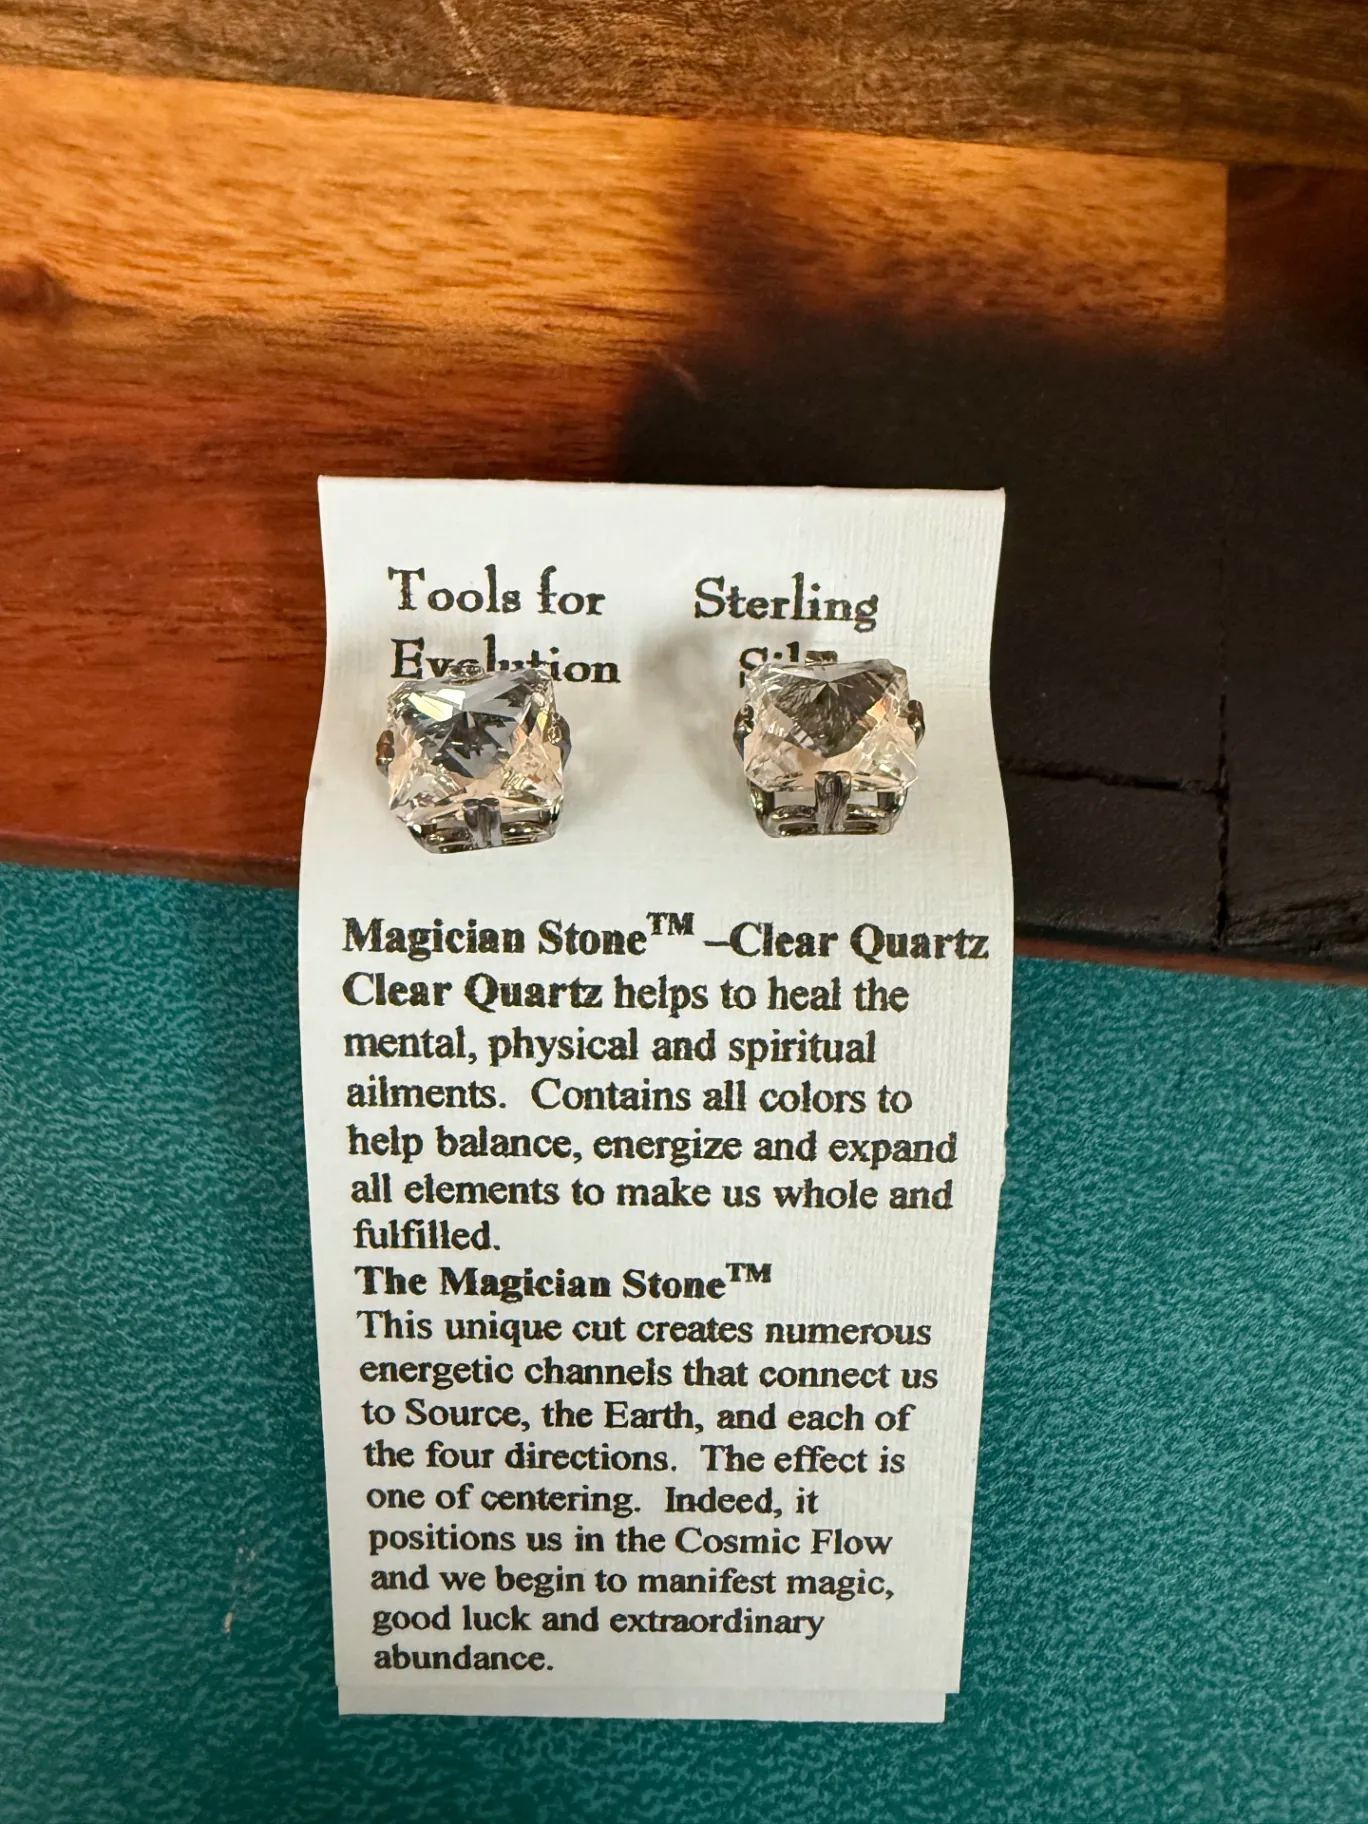 Tools for Sterling
Evolution
Magician Stone™ –Clear Quartz
Clear Quartz helps to heal the
mental, physical and spiritual
ailments. Contains all colors to
help balance, energize and expand
all elements to make us whole and
fulfilled.
The Magician Stone™
This unique cut creates numerous
energetic channels that connect us
to Source, the Earth, and each of
the four directions. The effect is
one of centering. Indeed, it
positions us in the Cosmic Flow
and we begin to manifest magic,
good luck and extraordinary
abundance.